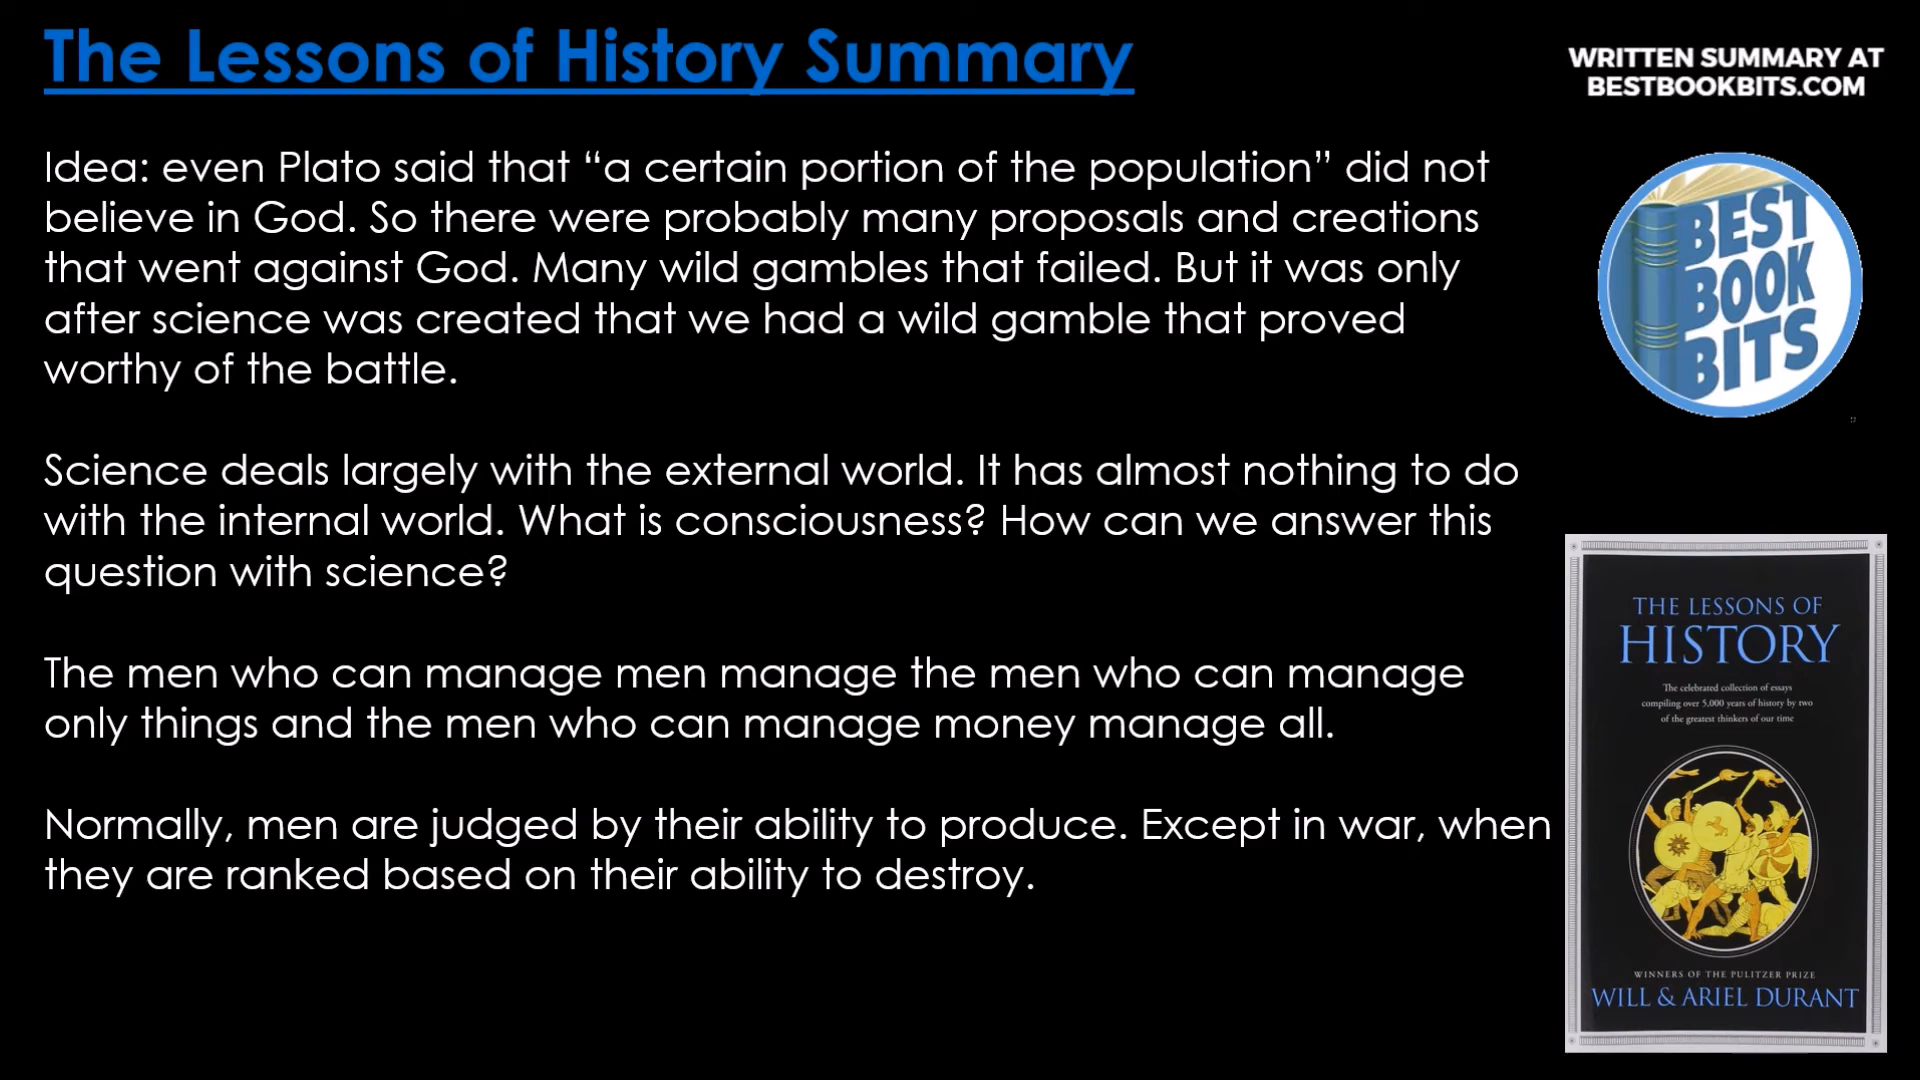 The Lessons of History Summary
WRITTEN SUMMARY AT
BESTBOOKBITS.COM
Idea: even Plato said that “a certain portion of the population” did not
believe in God. So there were probably many proposals and creations
that went against God. Many wild gambles that failed. But it was only
after science was created that we had a wild gamble that proved
worthy of the battle.
Science deals largely with the external world. It has almost nothing to do
with the internal world. What is consciousness? How can we answer this
question with science?
The men who can manage men manage the men who can manage
only things and the men who can manage money manage all.
Normally, men are judged by their ability to produce. Except in war, when
they are ranked based on their ability to destroy.
BEST
BOOK
BITS
THE LESSONS OF
HISTORY
The celebrated collection of essays
compiling over 5,000 years of history by two
of the greatest thinkers of our time
WINNERS OF THE PULITZER PRIZE
WILL & ARIEL DURANT